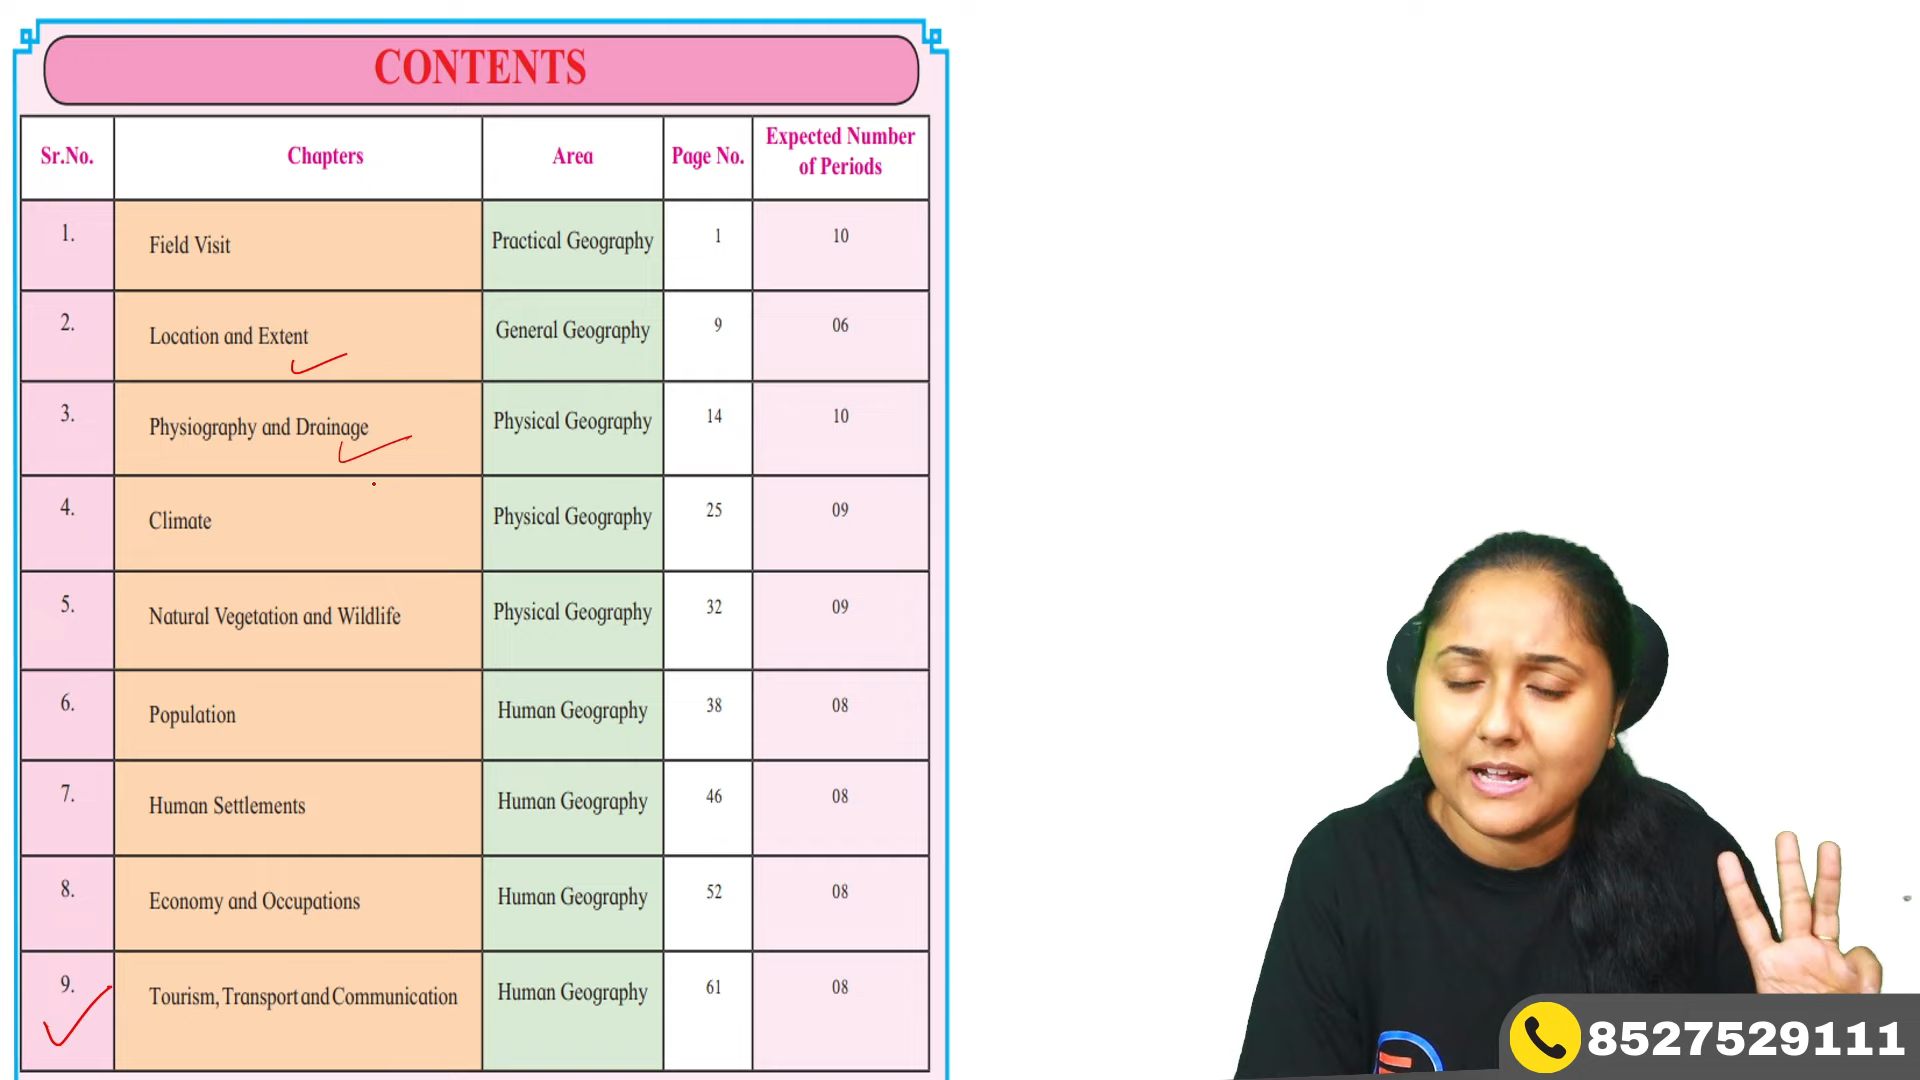 CONTENTS
Sr.No. Chapters Area Page No. Expected Number of Periods
1. Field Visit Practical Geography 1 10
2. Location and Extent General Geography 9 06
3. Physiography and Drainage Physical Geography 14 10
4. Climate Physical Geography 25 09
5. Natural Vegetation and Wildlife Physical Geography 32 09
6. Population Human Geography 38 08
7. Human Settlements Human Geography 46 08
8. Economy and Occupations Human Geography 52 08
9. Tourism, Transport and Communication Human Geography 61 08
8527529111